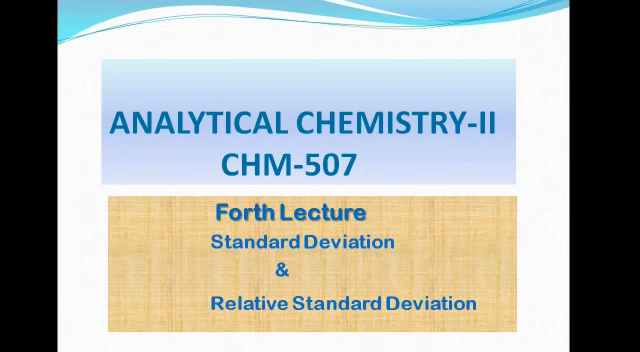 ANALYTICAL CHEMISTRY-II
CHM-507
Forth Lecture
Standard Deviation
&
Relative Standard Deviation